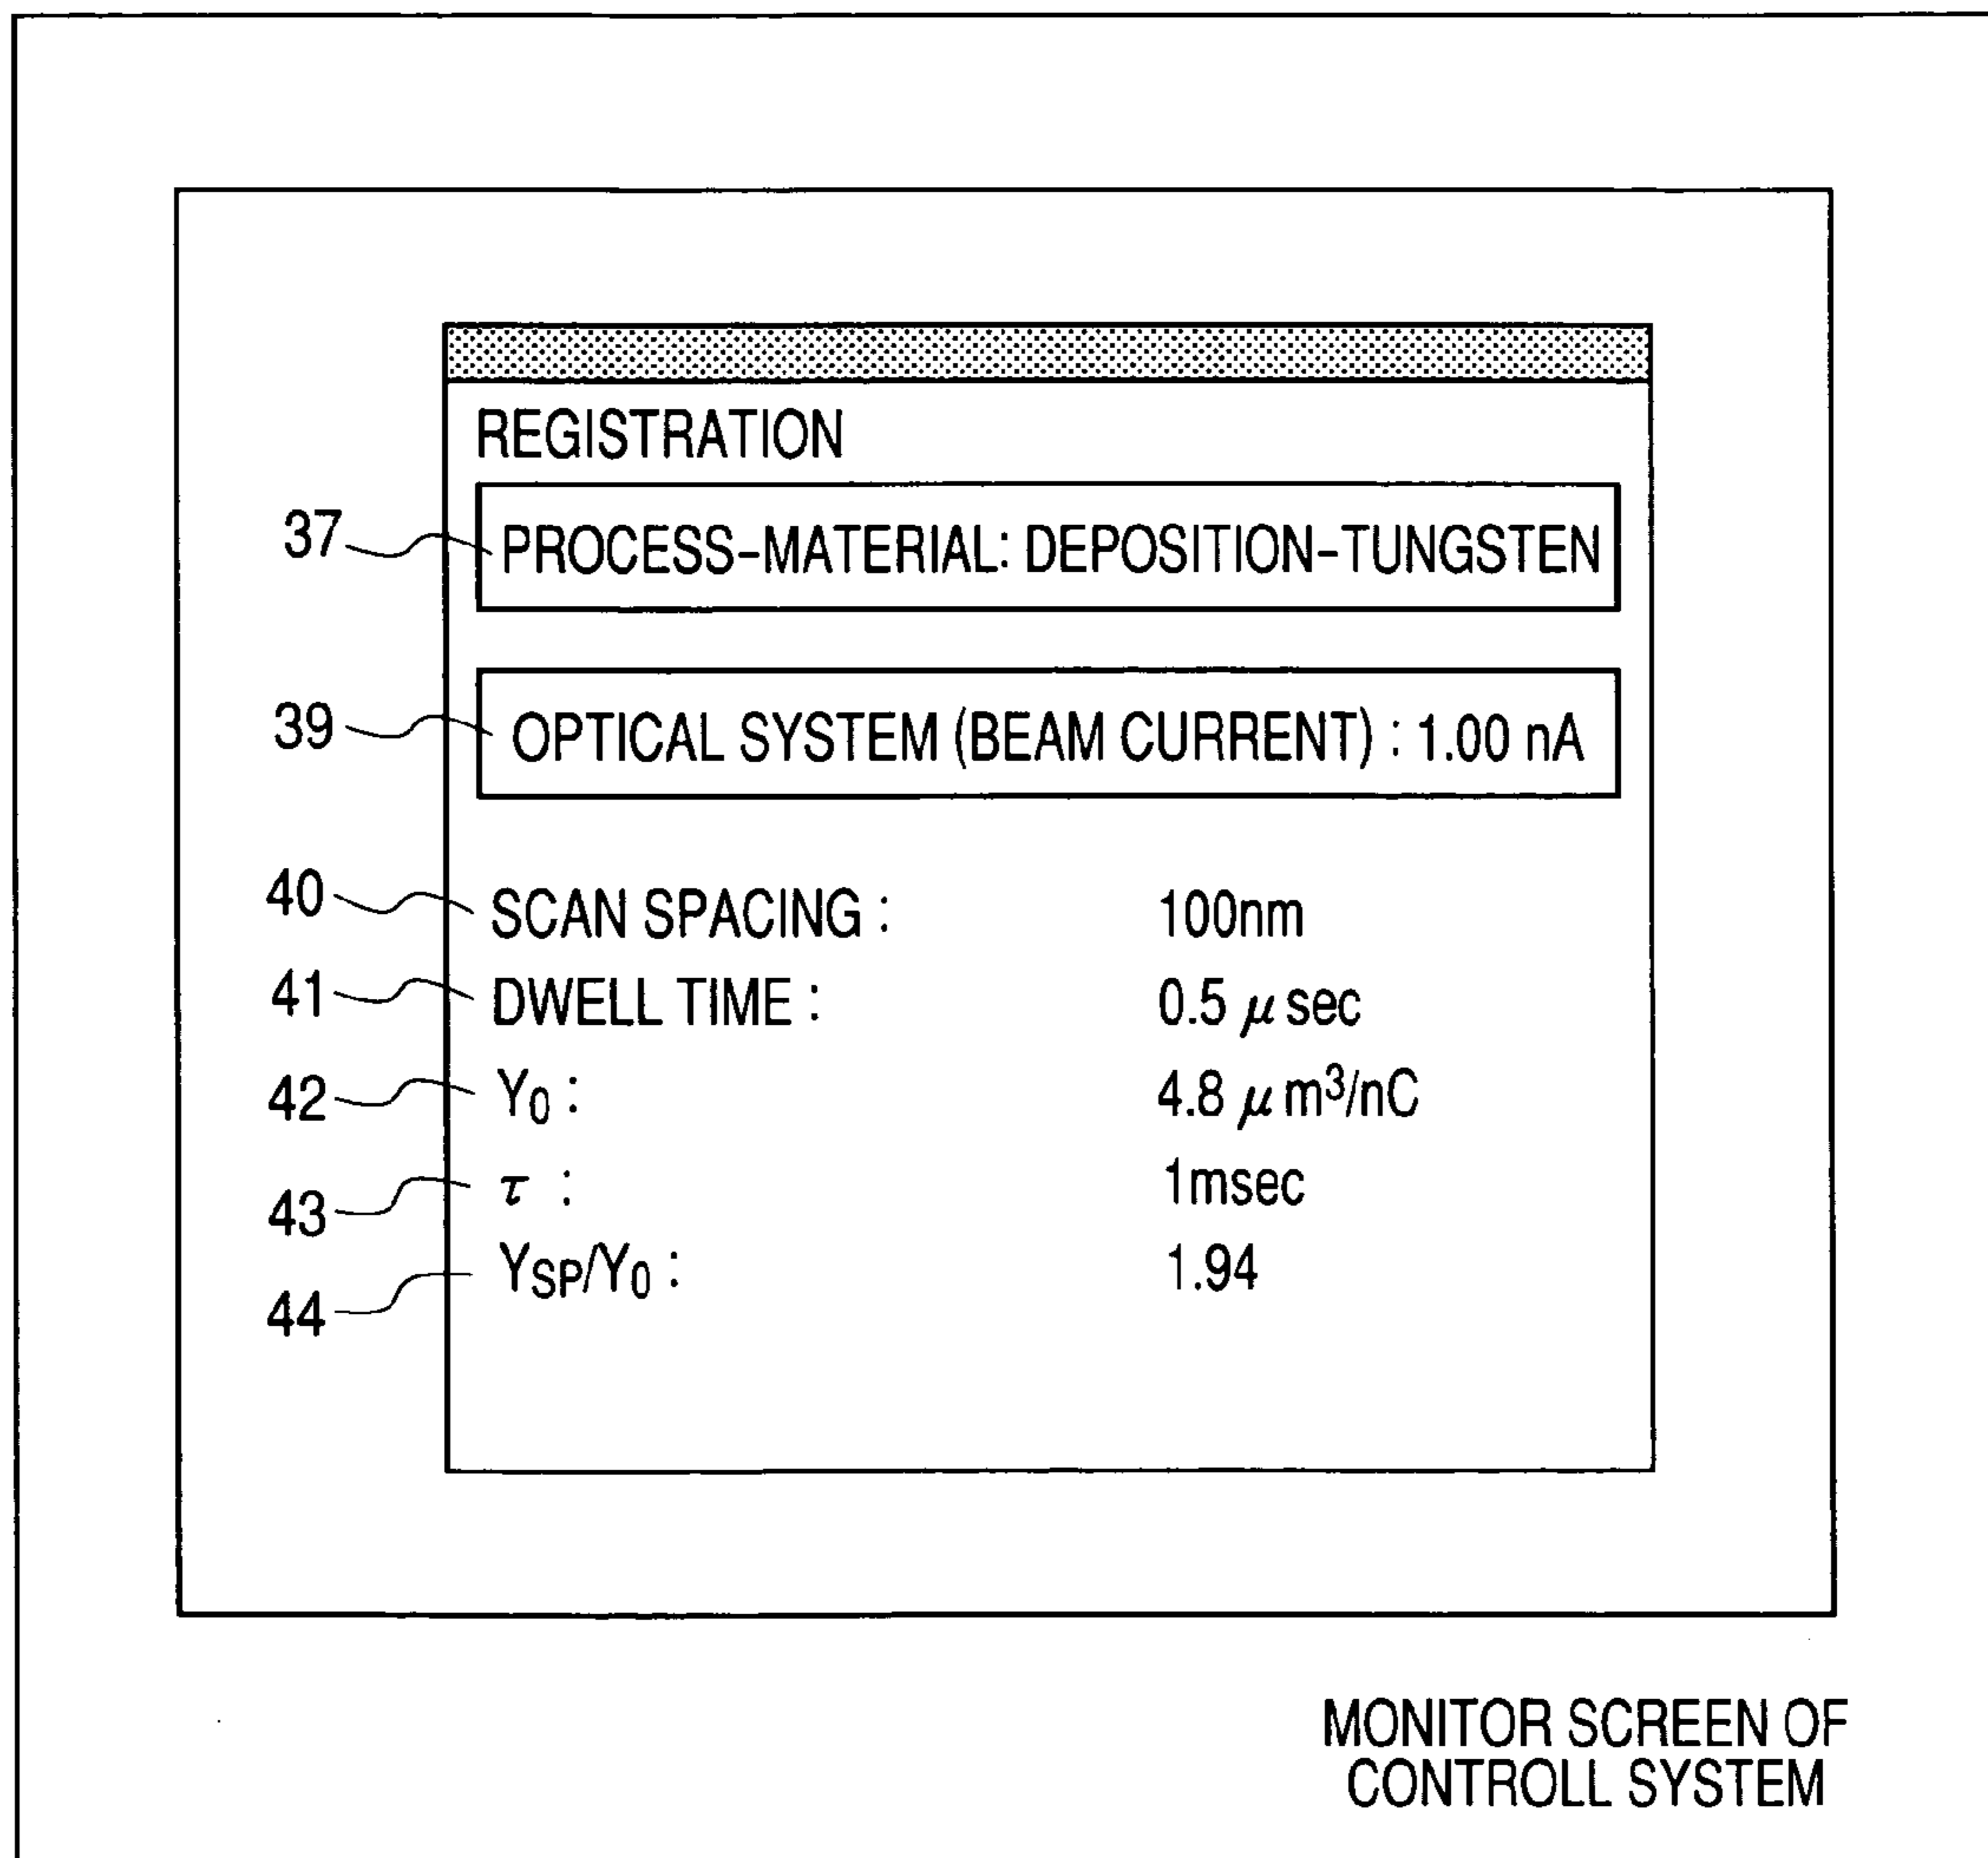 REGISTRATION
37 PROCESS-MATERIAL: DEPOSITION-TUNGSTEN
39 OPTICAL SYSTEM (BEAM CURRENT) : 1.00 nA
40 SCAN SPACING : 100nm
41 DWELL TIME : 0.5 μsec
42 Y₀ : 4.8 μm³/nC
43 τ : 1msec
44 YSP/Y₀ : 1.94
MONITOR SCREEN OF
CONTROLL SYSTEM